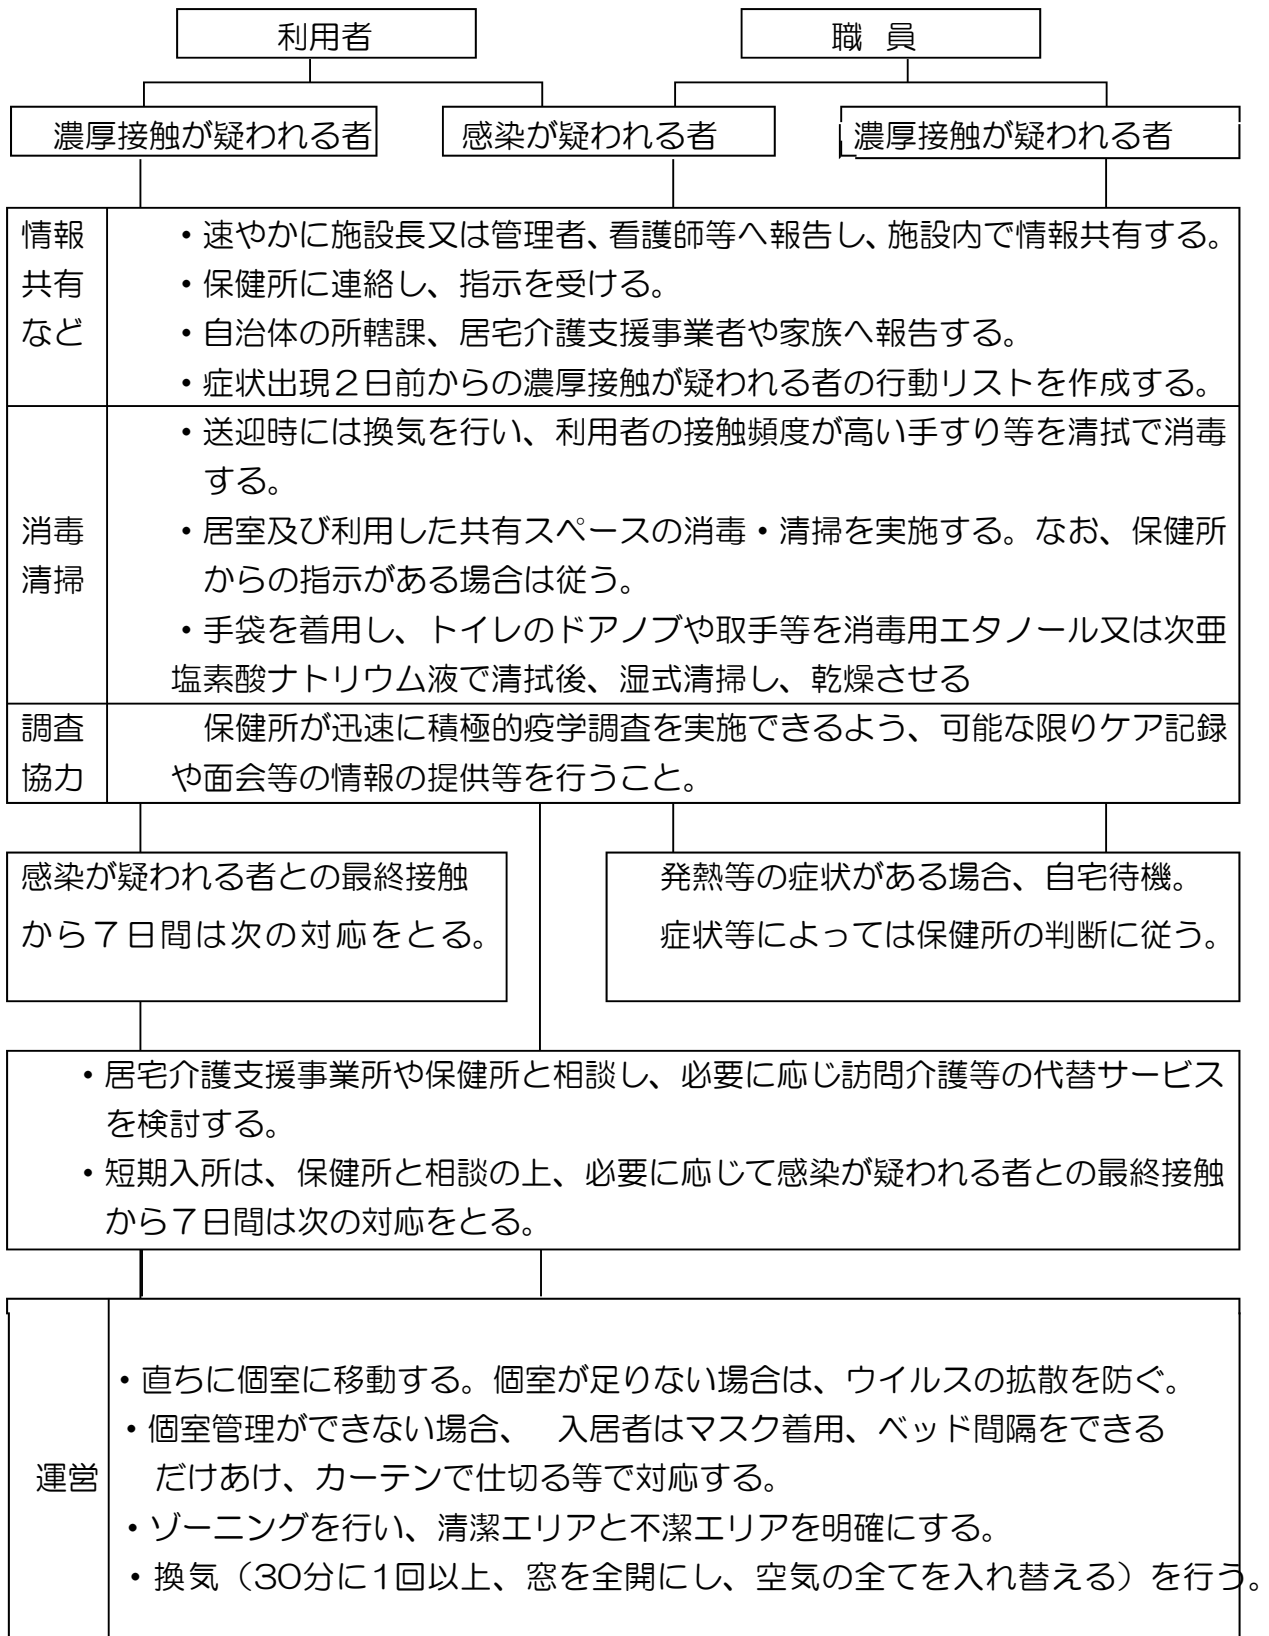 利用者
職 員
濃厚接触が疑われる者
感染が疑われる者
濃厚接触が疑われる者
情報
共有
など
・速やかに施設長又は管理者、看護師等へ報告し、施設内で情報共有する。
・保健所に連絡し、指示を受ける。
・自治体の所轄課、居宅介護支援事業者や家族へ報告する。
・症状出現２日前からの濃厚接触が疑われる者の行動リストを作成する。
消毒
清掃
・送迎時には換気を行い、利用者の接触頻度が高い手すり等を清拭で消毒
する。
・居室及び利用した共有スペースの消毒・清掃を実施する。なお、保健所
からの指示がある場合は従う。
・手袋を着用し、トイレのドアノブや取手等を消毒用エタノール又は次亜
塩素酸ナトリウム液で清拭後、湿式清掃し、乾燥させる
調査
協力
保健所が迅速に積極的疫学調査を実施できるよう、可能な限りケア記録
や面会等の情報の提供等を行うこと。
感染が疑われる者との最終接触
から７日間は次の対応をとる。
発熱等の症状がある場合、自宅待機。
症状等によっては保健所の判断に従う。
・居宅介護支援事業所や保健所と相談し、必要に応じ訪問介護等の代替サービス
を検討する。
・短期入所は、保健所と相談の上、必要に応じて感染が疑われる者との最終接触
から７日間は次の対応をとる。
運営
・直ちに個室に移動する。個室が足りない場合は、ウイルスの拡散を防ぐ。
・個室管理ができない場合、　入居者はマスク着用、ベッド間隔をできる
だけあけ、カーテンで仕切る等で対応する。
・ゾーニングを行い、清潔エリアと不潔エリアを明確にする。
・換気（30分に1回以上、窓を全開にし、空気の全てを入れ替える）を行う。